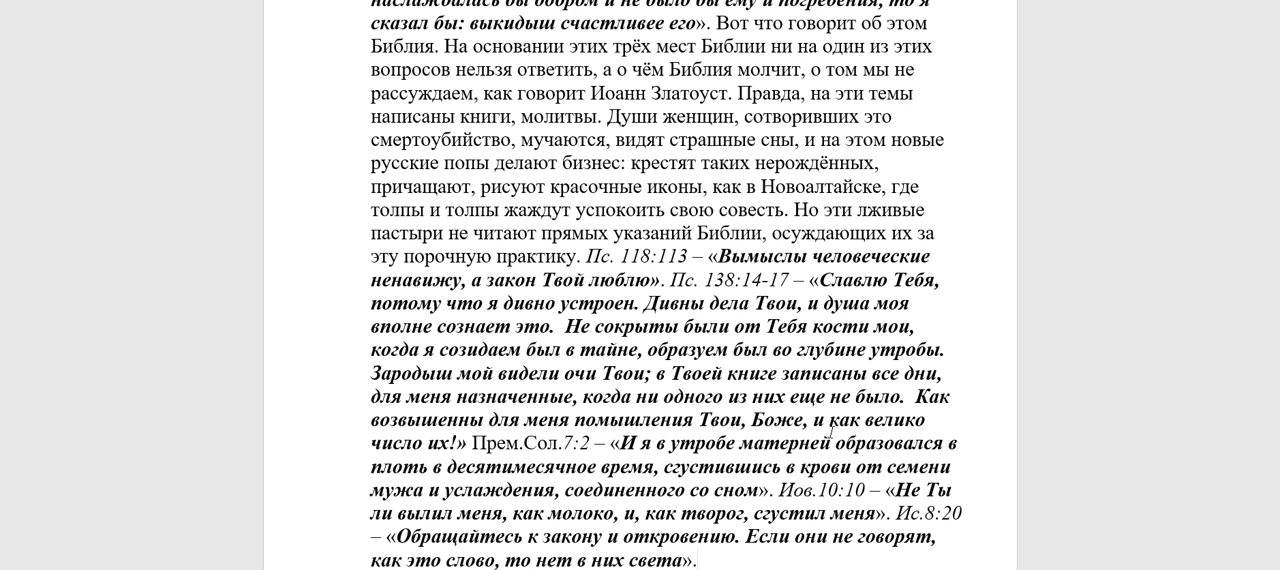 наслаждалась бы добром и не было бы ему и погребения, то я
сказал бы: выкидыш счастливее его». Вот что говорит об этом
Библия. На основании этих трёх мест Библии ни на один из этих
вопросов нельзя ответить, а о чём Библия молчит, о том мы не
рассуждаем, как говорит Иоанн Златоуст. Правда, на эти темы
написаны книги, молитвы. Души женщин, сотворивших это
смертоубийство, мучаются, видят страшные сны, и на этом новые
русские попы делают бизнес: крестят таких нерождённых,
причащают, рисуют красочные иконы, как в Новоалтайске, где
толпы и толпы жаждут успокоить свою совесть. Но эти лживые
пастыри не читают прямых указаний Библии, осуждающих их за
эту порочную практику. Пс. 118:113 – «Вымыслы человеческие
ненавижу, а закон Твой люблю». Пс. 138:14-17 – «Славлю Тебя,
потому что я дивно устроен. Дивны дела Твои, и душа моя
вполне сознает это.  Не сокрыты были от Тебя кости мои,
когда я созидаем был в тайне, образуем был во глубине утробы.
Зародыш мой видели очи Твои; в Твоей книге записаны все дни,
для меня назначенные, когда ни одного из них еще не было.  Как
возвышенны для меня помышления Твои, Боже, и как велико
число их!» Прем.Сол.7:2 – «И я в утробе матерней образовался в
плоть в десятимесячное время, сгустившись в крови от семени
мужа и услаждения, соединенного со сном». Иов.10:10 – «Не Ты
ли вылил меня, как молоко, и, как творог, сгустил меня». Ис.8:20
– «Обращайтесь к закону и откровению. Если они не говорят,
как это слово, то нет в них света».